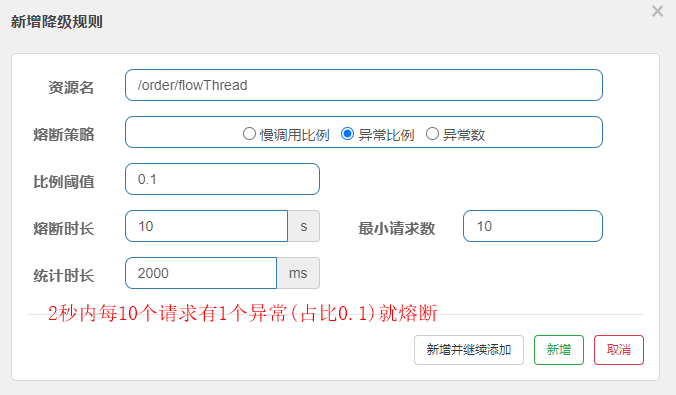 新增降级规则 ×
资源名 /order/flowThread
熔断策略 慢调用比例 异常比例 异常数
比例阈值 0.1
熔断时长 10 s 最小请求数 10
统计时长 2000 ms
2秒内每10个请求有1个异常(占比0.1)就熔断
新增并继续添加 新增 取消